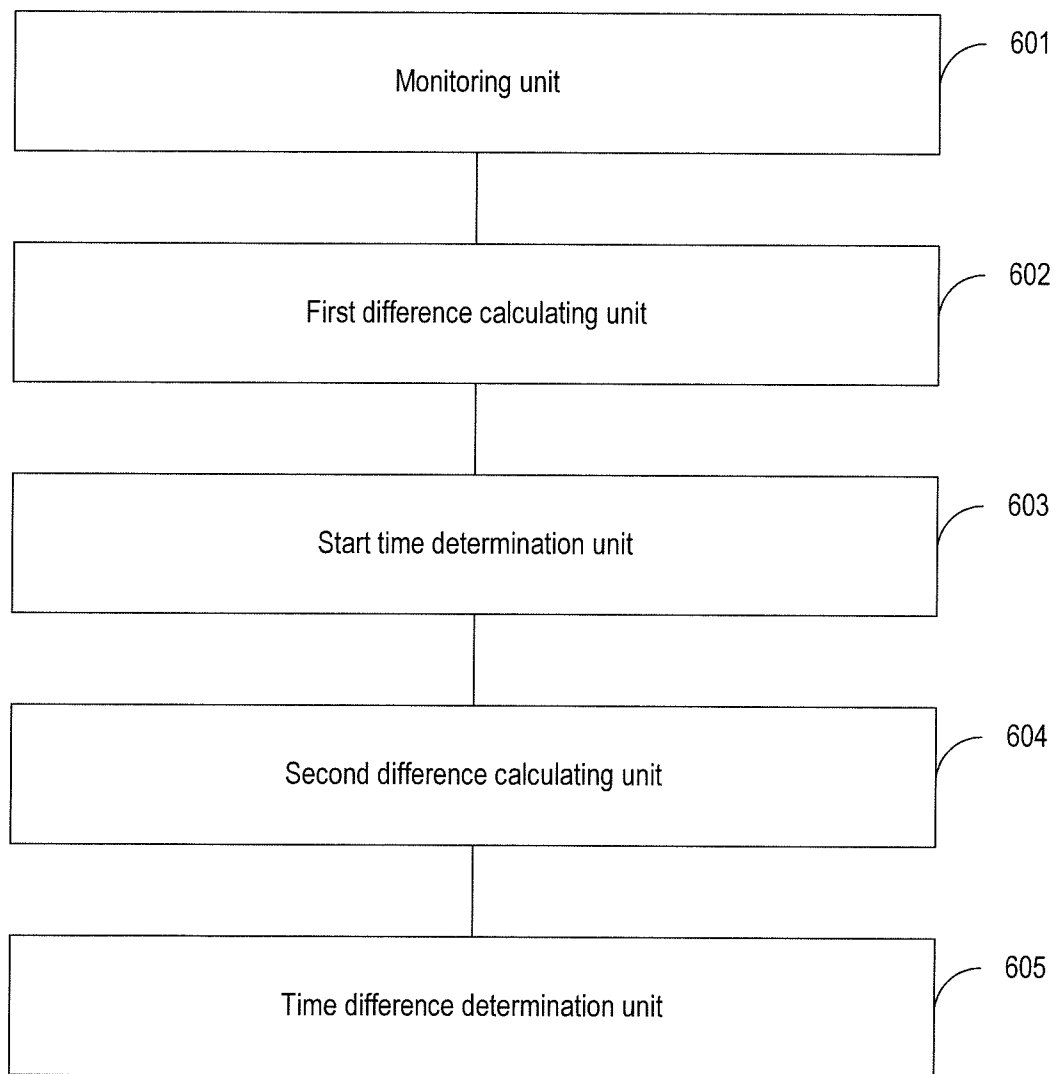 Monitoring unit
601
First difference calculating unit
602
Start time determination unit
603
Second difference calculating unit
604
Time difference determination unit
605